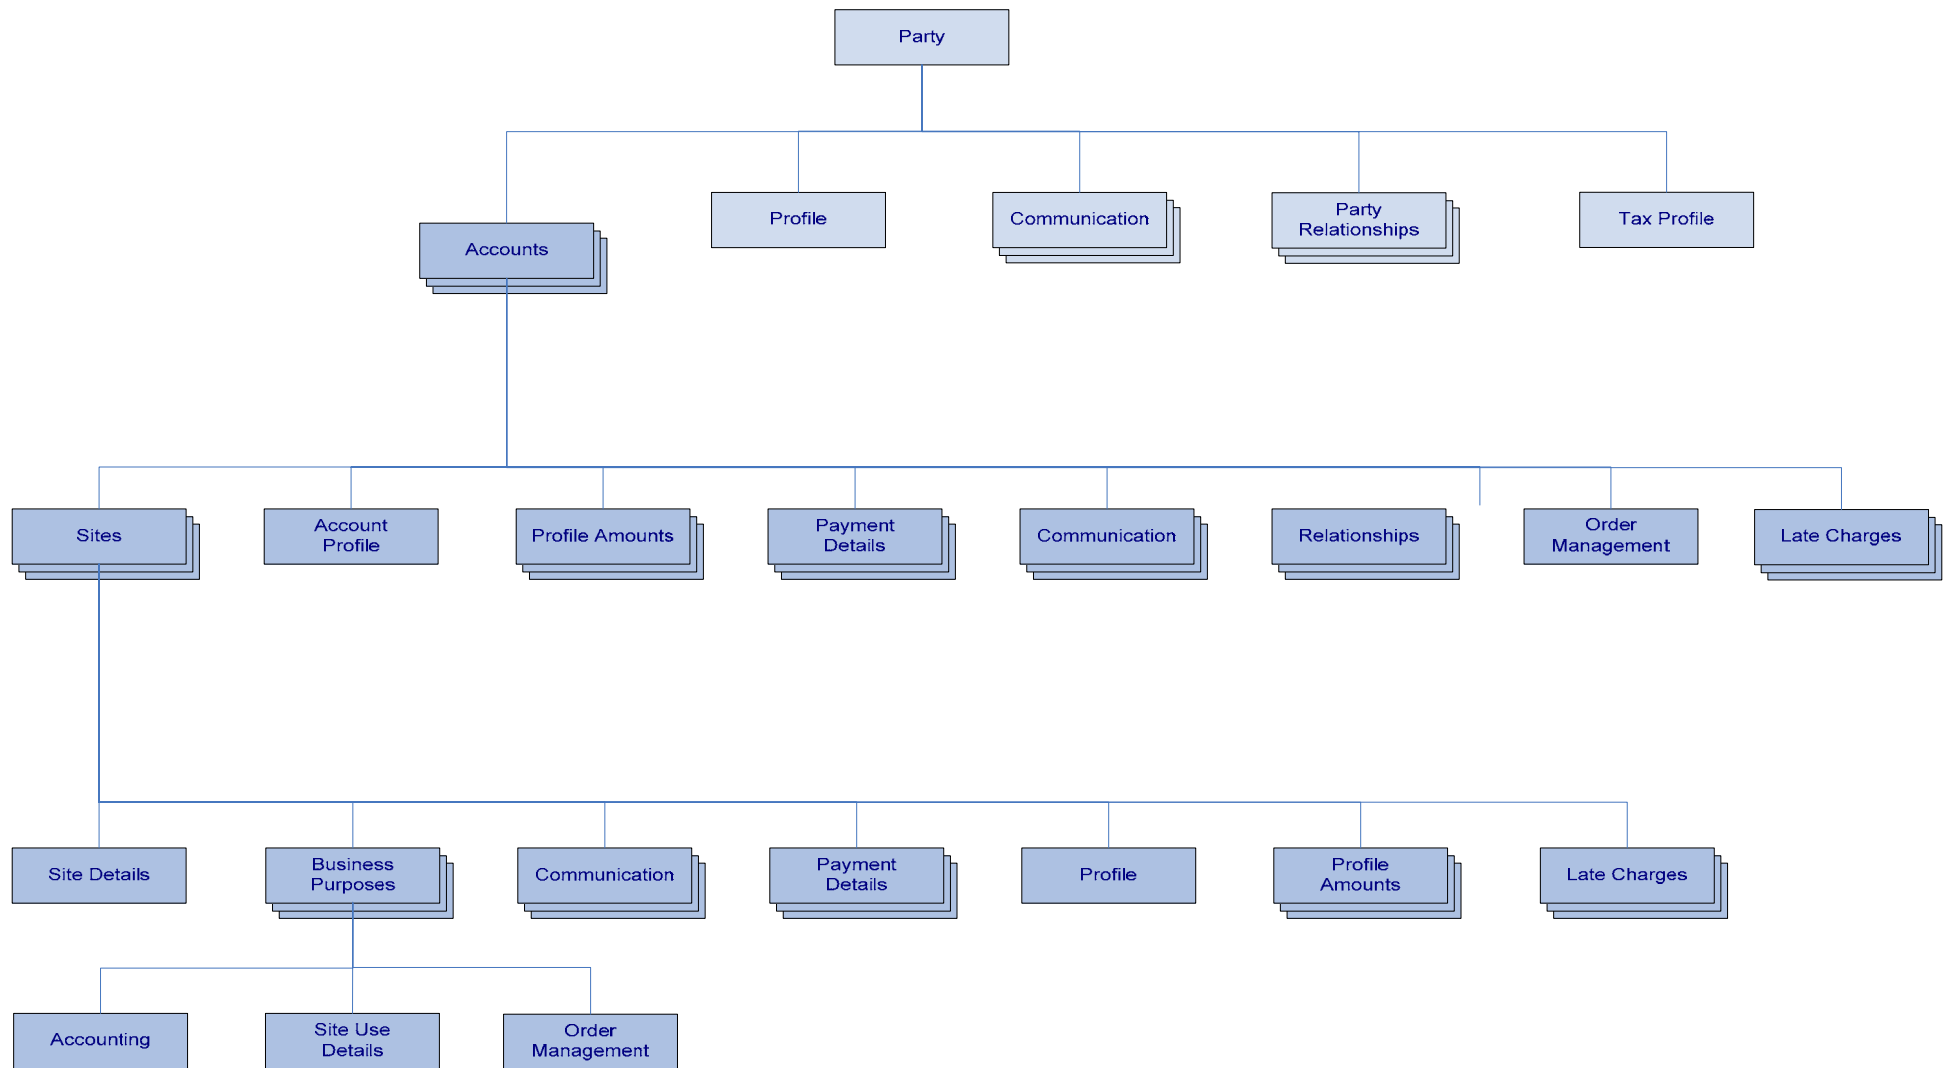 Party
Accounts
Profile
Communication
Party
Relationships
Tax Profile
Sites
Account
Profile
Profile Amounts
Payment
Details
Communication
Relationships
Order
Management
Late Charges
Site Details
Business
Purposes
Communication
Payment
Details
Profile
Profile
Amounts
Late Charges
Accounting
Site Use
Details
Order
Management